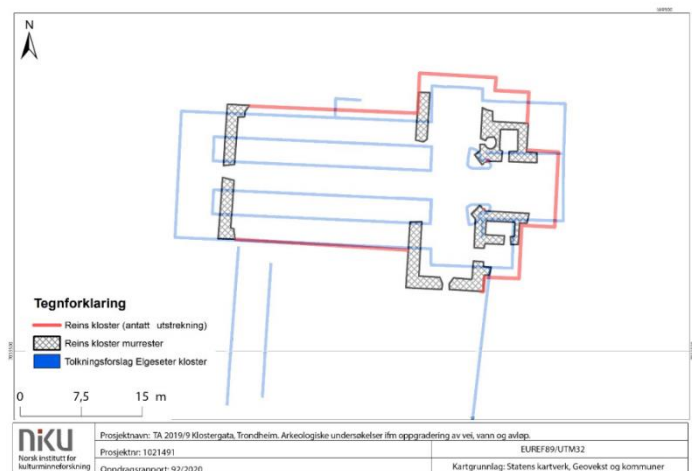 N
Tegnforklaring
Reins kloster (antatt utstrekning)
Reins kloster murrester
Tolkningsforslag Elgeseter kloster
0 7,5 15 m
niku
Norsk institutt for
kulturminneforskning
Prosjektnavn: TA 2019/9 Klostergata, Trondheim. Arkeologiske undersøkelser ifm oppgradering av vei, vann og avløp.
Prosjektnr: 1021491
EUREF89/UTM32
Oppdragsrapport: 92/2020
Kartgrunnlag: Statens kartverk, Geovekst og kommuner